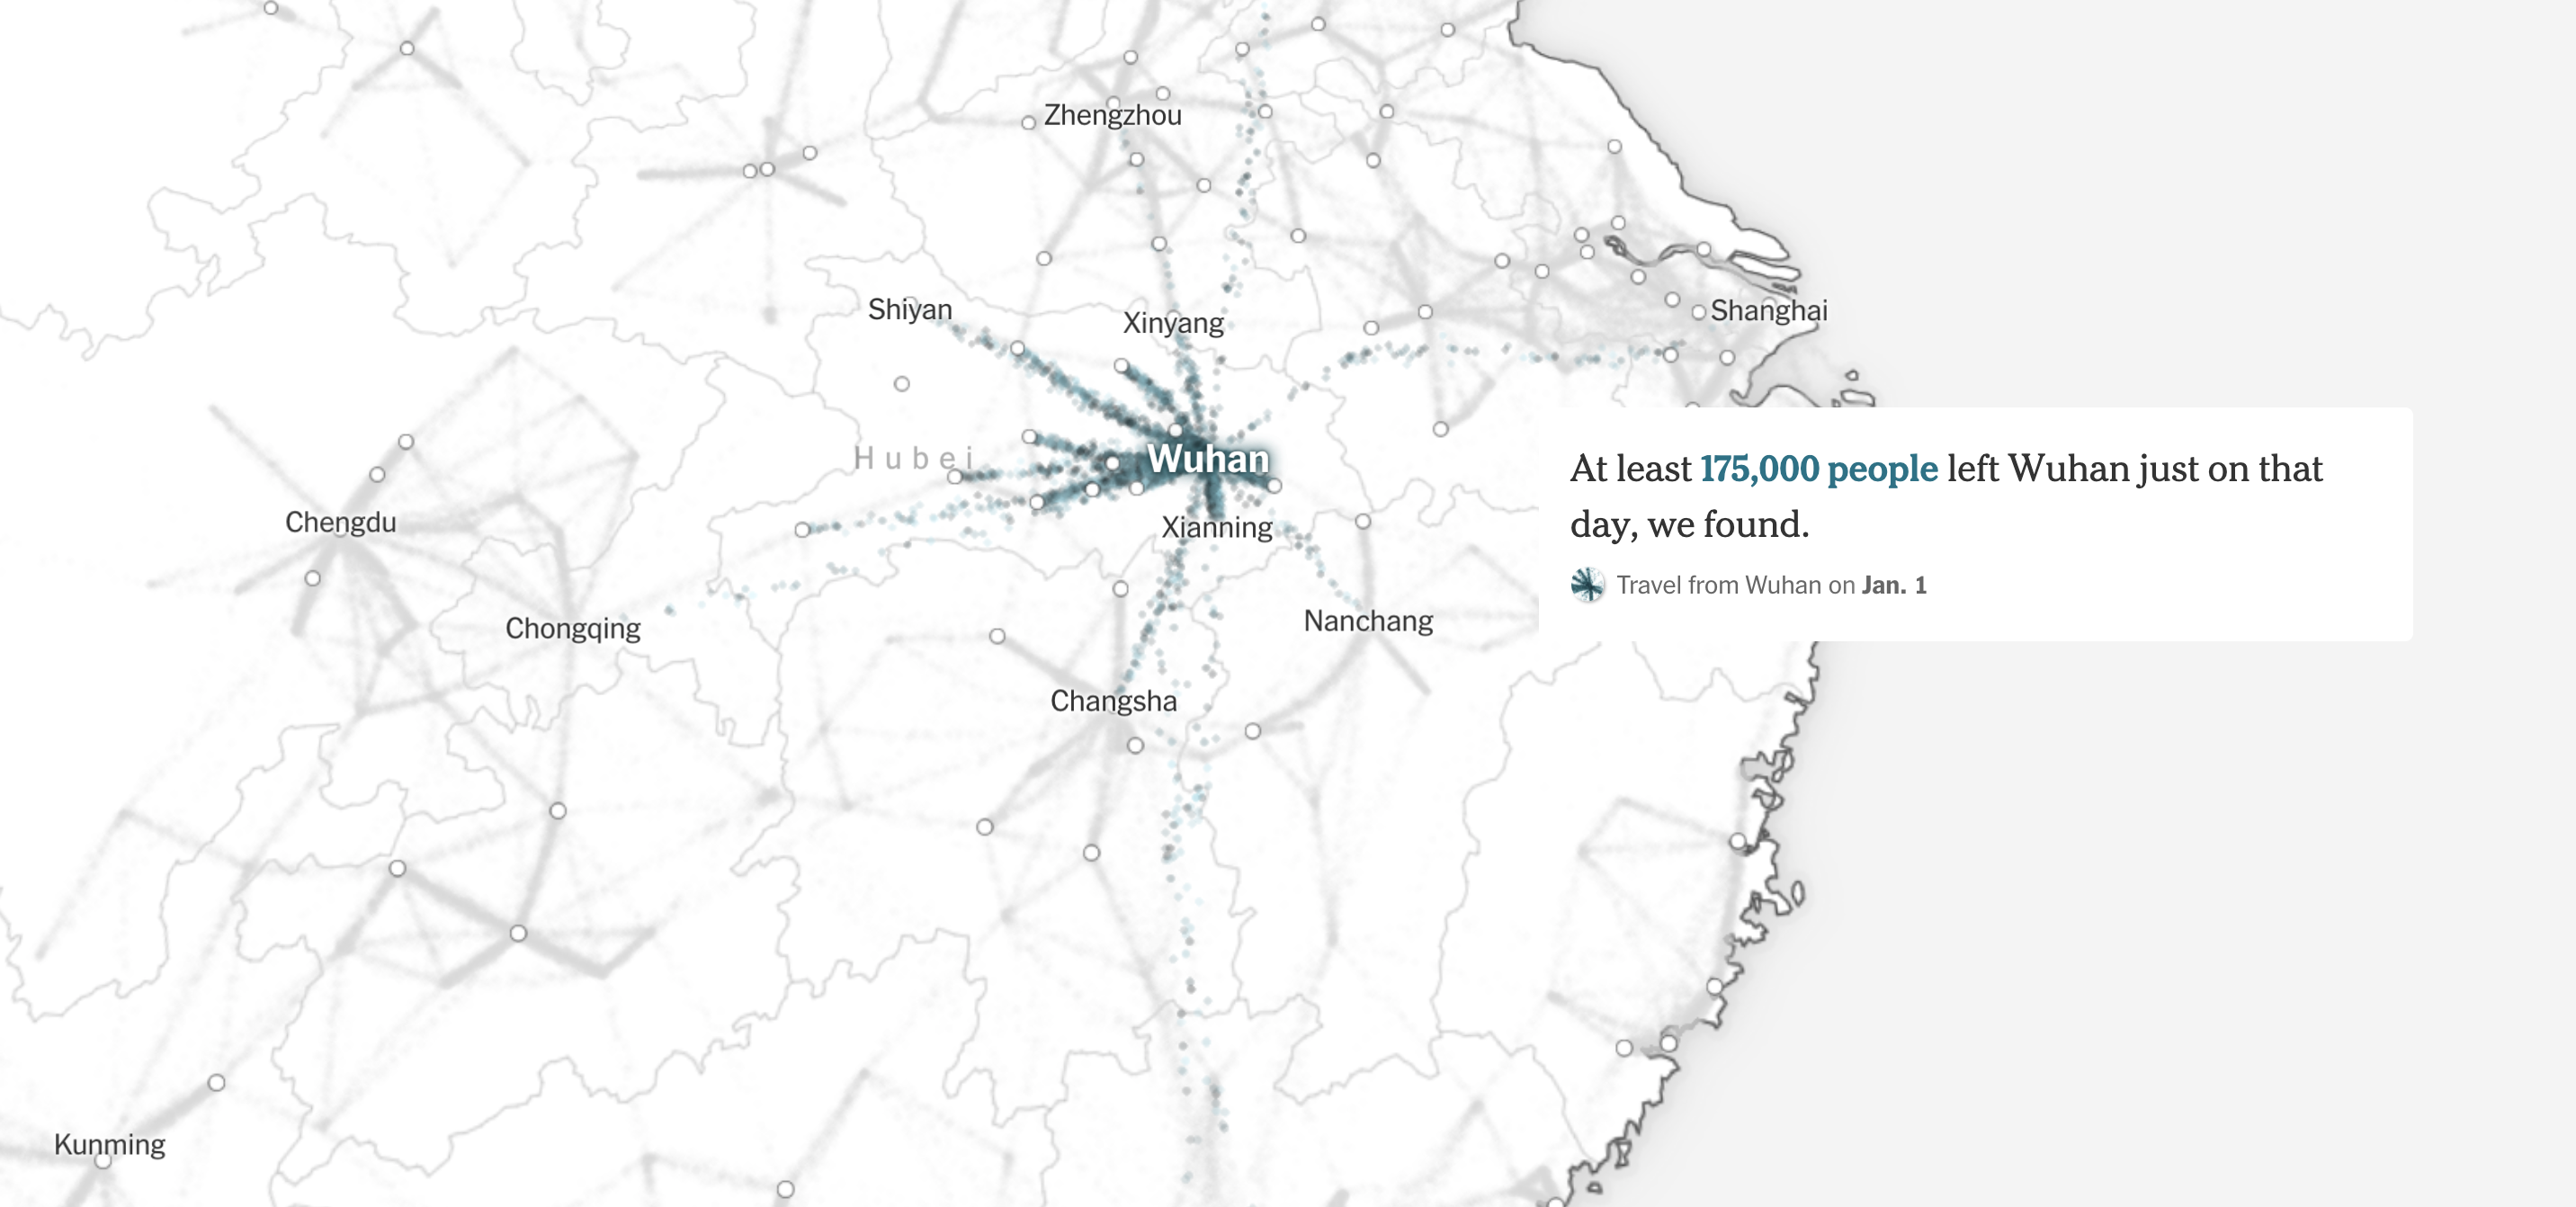 Zhengzhou
Shiyan
Xinyang
Shanghai
Hubei
Wuhan
At least 175,000 people left Wuhan just on that
day, we found.
Travel from Wuhan on Jan. 1
Chengdu
Xianning
Chongqing
Nanchang
Changsha
Kunming